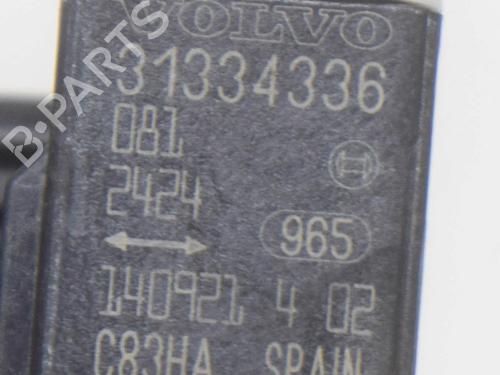 VOLVO
31334336
081
2424
965
140921 4 02
C83HA SPAIN
B-PARTS